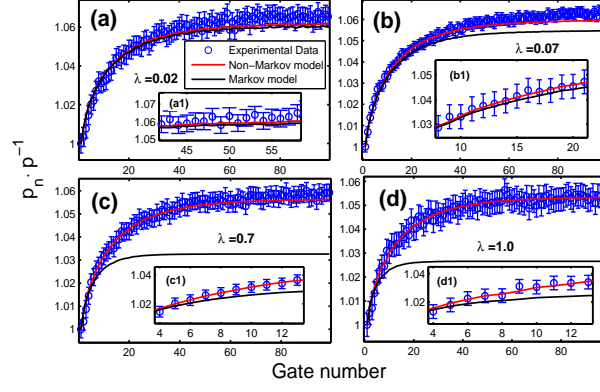 (a)
1.06
1.04
1.02
1
Experimental Data
Non-Markov model
Markov model
λ =0.02
(a1)
1.06
1.05
45 50 55
20 40 60 80
(b)
1.06
1.04
1.02
1
λ =0.07
(b1)
1.05
1.04
1.03
10 15 20
20 40 60 80
(c)
1.06
1.05
1.04
1.03
1.02
1.01
1
λ =0.7
(c1)
1.04
1.02
4 6 8 10 12
20 40 60 80
(d)
1.06
1.05
1.04
1.03
1.02
1.01
1
λ =1.0
(d1)
1.04
1.02
4 6 8 10 12
1 20 40 60 80
pn · p−1
Gate number